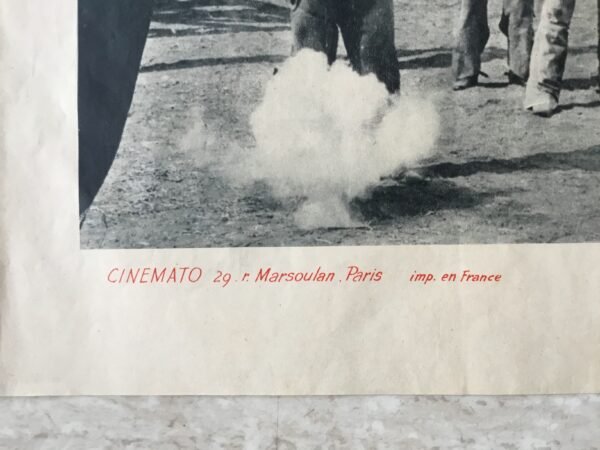 CINEMATO 29. r. Marsoulan. Paris imp. en France